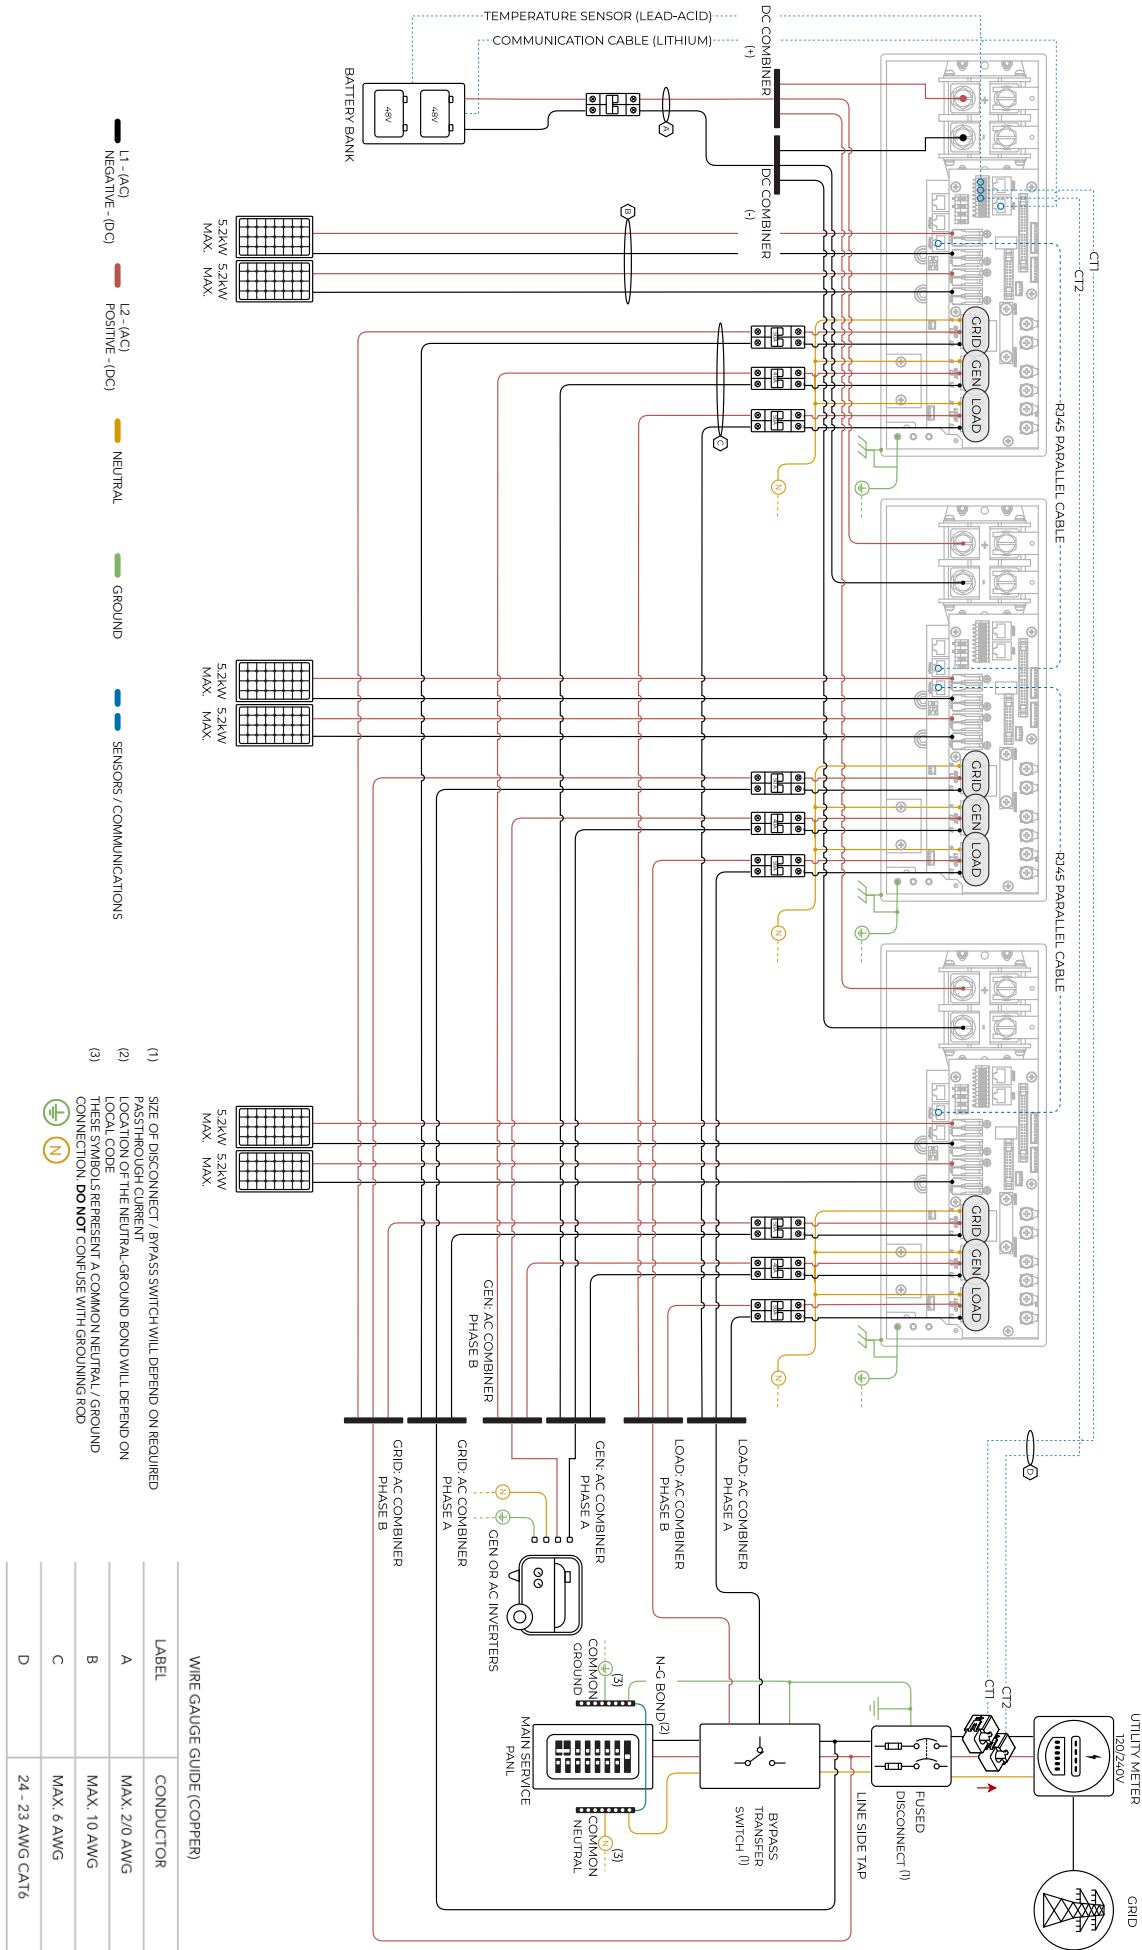 UTILITY METER
120/240V
GRID
CT1
CT2
CT2
CT1
D
RJ45 PARALLEL CABLE
RJ45 PARALLEL CABLE
TEMPERATURE SENSOR (LEAD-ACID)
COMMUNICATION CABLE (LITHIUM)
DC COMBINER
(+)
DC COMBINER
(-)
GRID
GEN
LOAD
GRID
GEN
LOAD
GRID
GEN
LOAD
N
N
N
FUSED
DISCONNECT (1)
LINE SIDE TAP
BYPASS
TRANSFER
SWITCH (1)
LOAD: AC COMBINER
PHASE A
LOAD: AC COMBINER
PHASE B
N-G BOND(2)
A
B
C
48V
48V
BATTERY BANK
GEN: AC COMBINER
PHASE A
GEN: AC COMBINER
PHASE B
COMMON
GROUND
(3)
COMMON
NEUTRAL
(3)
N
N
MAIN SERVICE
PANL
GEN OR AC INVERTERS
GRID: AC COMBINER
PHASE A
GRID: AC COMBINER
PHASE B
5.2kW
MAX.
5.2kW
MAX.
5.2kW
MAX.
5.2kW
MAX.
5.2kW
MAX.
5.2kW
MAX.
L1 - (AC)
NEGATIVE - (DC)
L2 - (AC)
POSITIVE - (DC)
NEUTRAL
GROUND
SENSORS / COMMUNICATIONS
(1) SIZE OF DISCONNECT / BYPASS SWITCH WILL DEPEND ON REQUIRED
PASSTHROUGH CURRENT
(2) LOCATION OF THE NEUTRAL-GROUND BOND WILL DEPEND ON
LOCAL CODE
(3) THESE SYMBOLS REPRESENT A COMMON NEUTRAL / GROUND
CONNECTION. DO NOT CONFUSE WITH GROUNING ROD
N
WIRE GAUGE GUIDE (COPPER)
LABEL CONDUCTOR
A MAX. 2/0 AWG
B MAX. 10 AWG
C MAX. 6 AWG
D 24 - 23 AWG CAT6